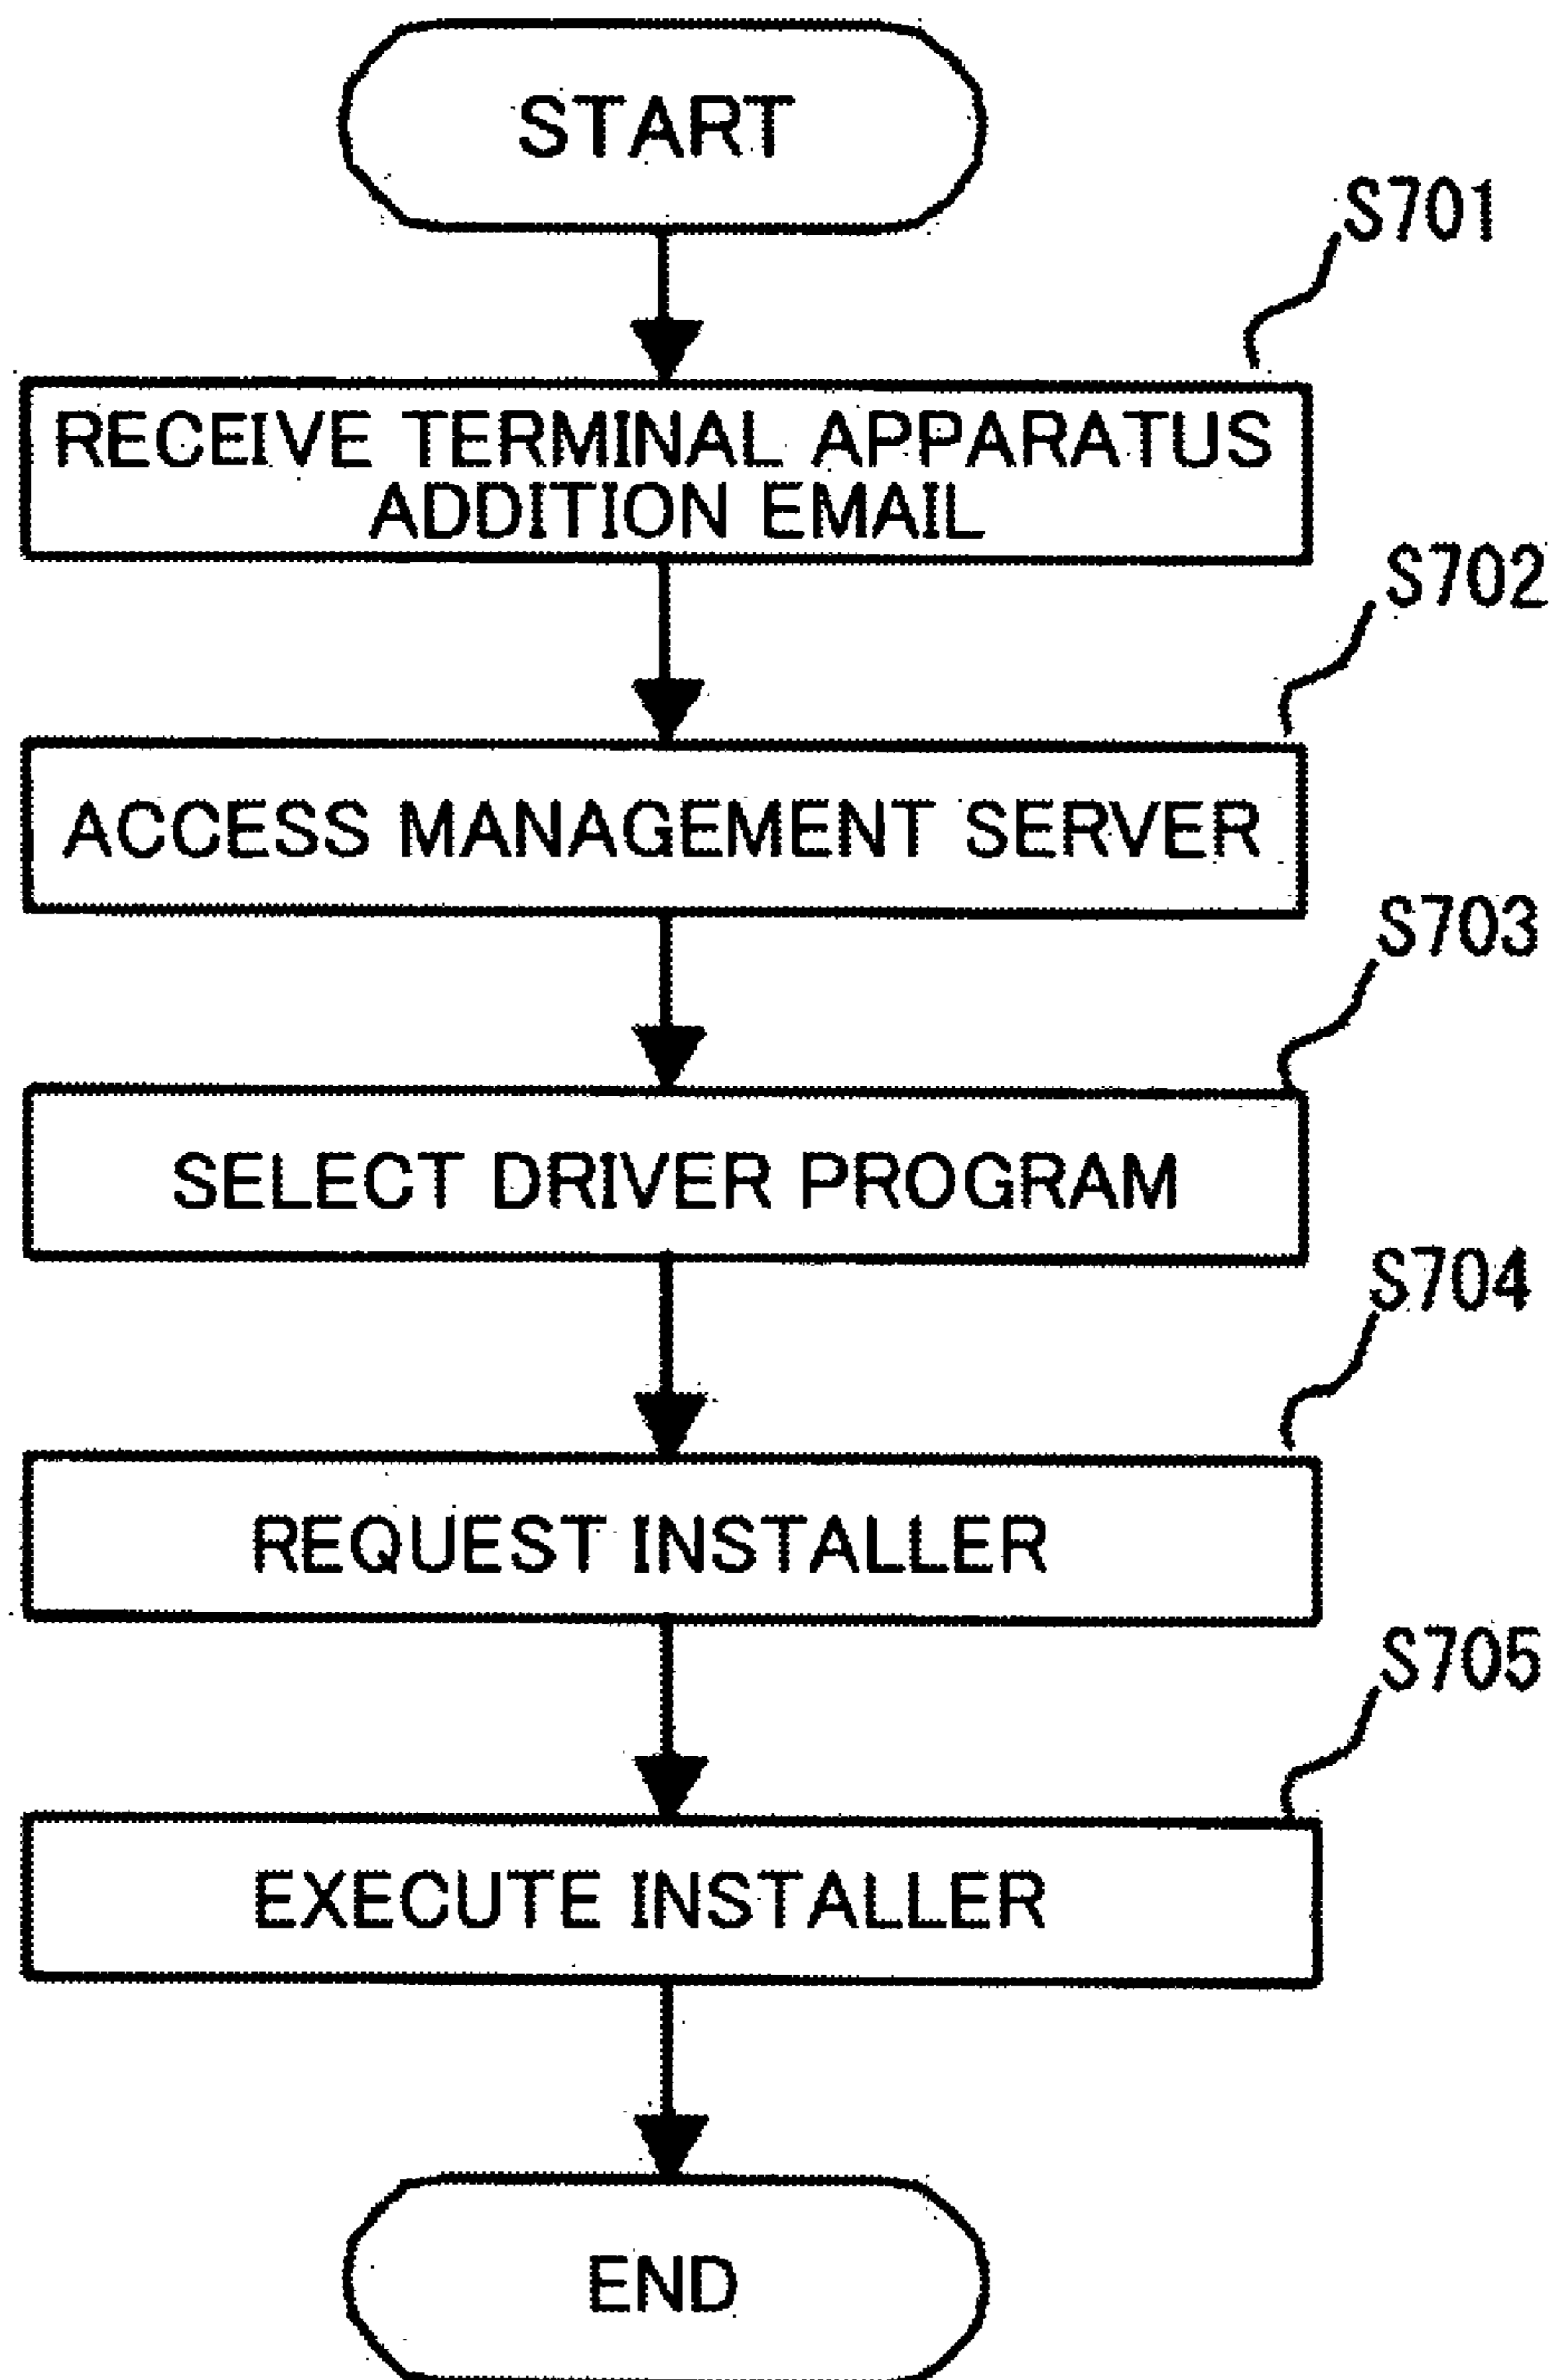 START
S701
RECEIVE TERMINAL APPARATUS
ADDITION EMAIL
S702
ACCESS MANAGEMENT SERVER
S703
SELECT DRIVER PROGRAM
S704
REQUEST INSTALLER
S705
EXECUTE INSTALLER
END